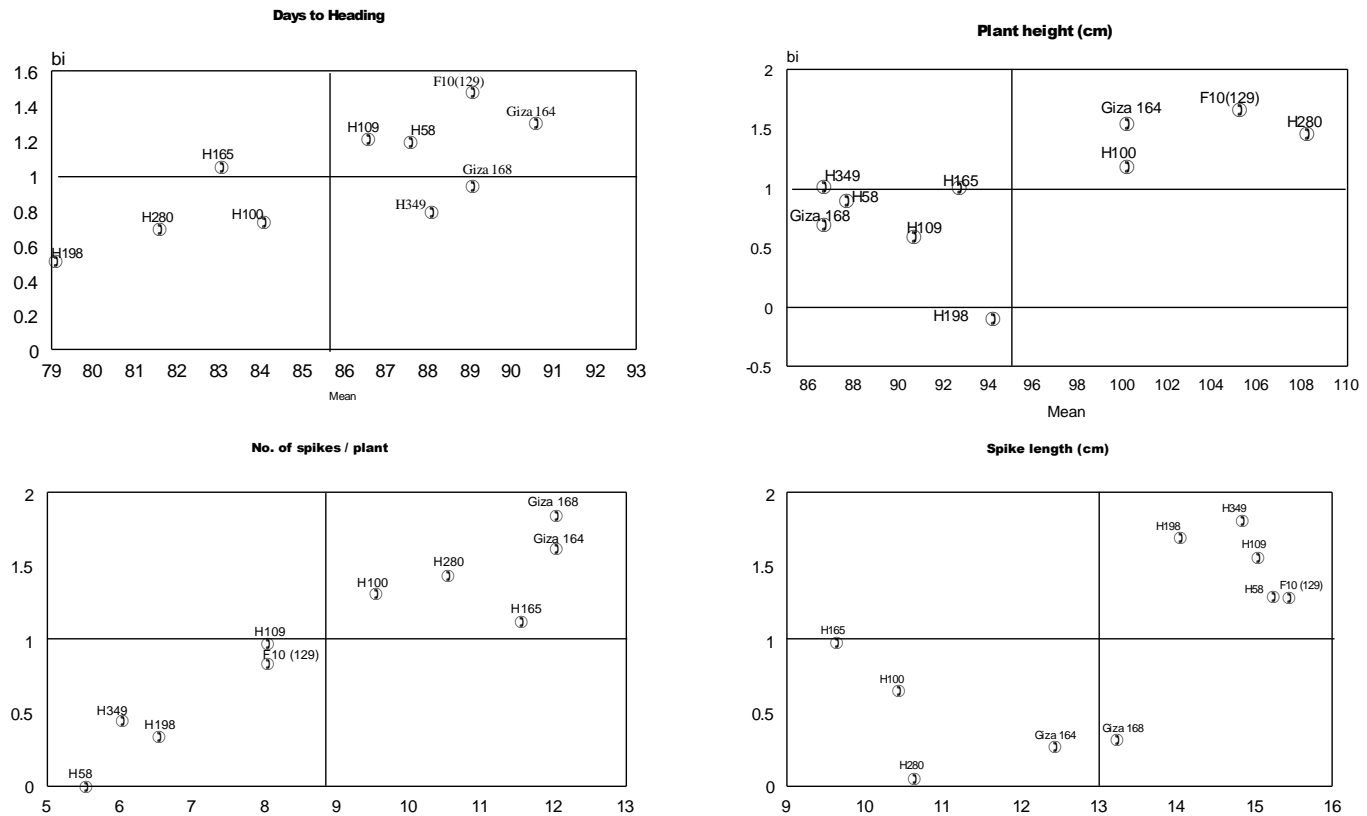 Days to Heading
bi
1.6
1.4
1.2
1
0.8
0.6
0.4
0.2
0
F10(129)
Giza 164
H109
H58
H165
Giza 168
H349
H280
H100
H198
79 80 81 82 83 84 85 86 87 88 89 90 91 92 93
Mean
Plant height (cm)
bi
2
1.5
1
0.5
0
-0.5
F10(129)
Giza 164
H280
H100
H349
H165
H58
Giza 168
H109
H198
86 88 90 92 94 96 98 100 102 104 106 108 110
Mean
No. of spikes / plant
2
1.5
1
0.5
0
Giza 168
Giza 164
H280
H100
H165
H109
F10 (129)
H349
H198
H58
5 6 7 8 9 10 11 12 13
Spike length (cm)
2
1.5
1
0.5
0
H349
H198
H109
H58 F10 (129)
H165
H100
Giza 164
Giza 168
H280
9 10 11 12 13 14 15 16